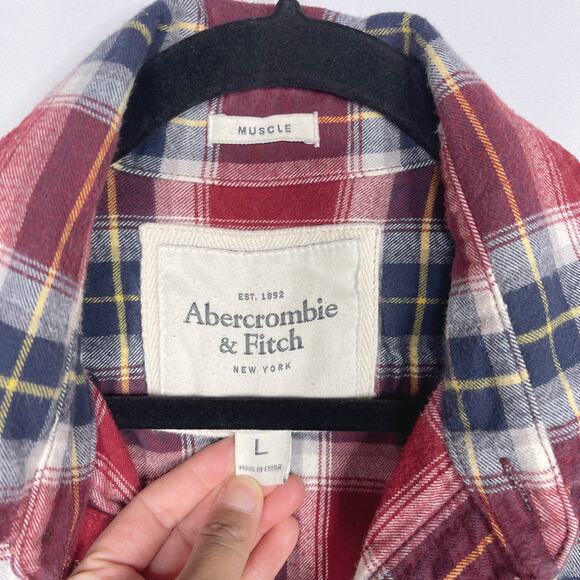 MUSCLE
EST. 1892
Abercrombie
& Fitch
NEW YORK
L
MADE IN CHINA